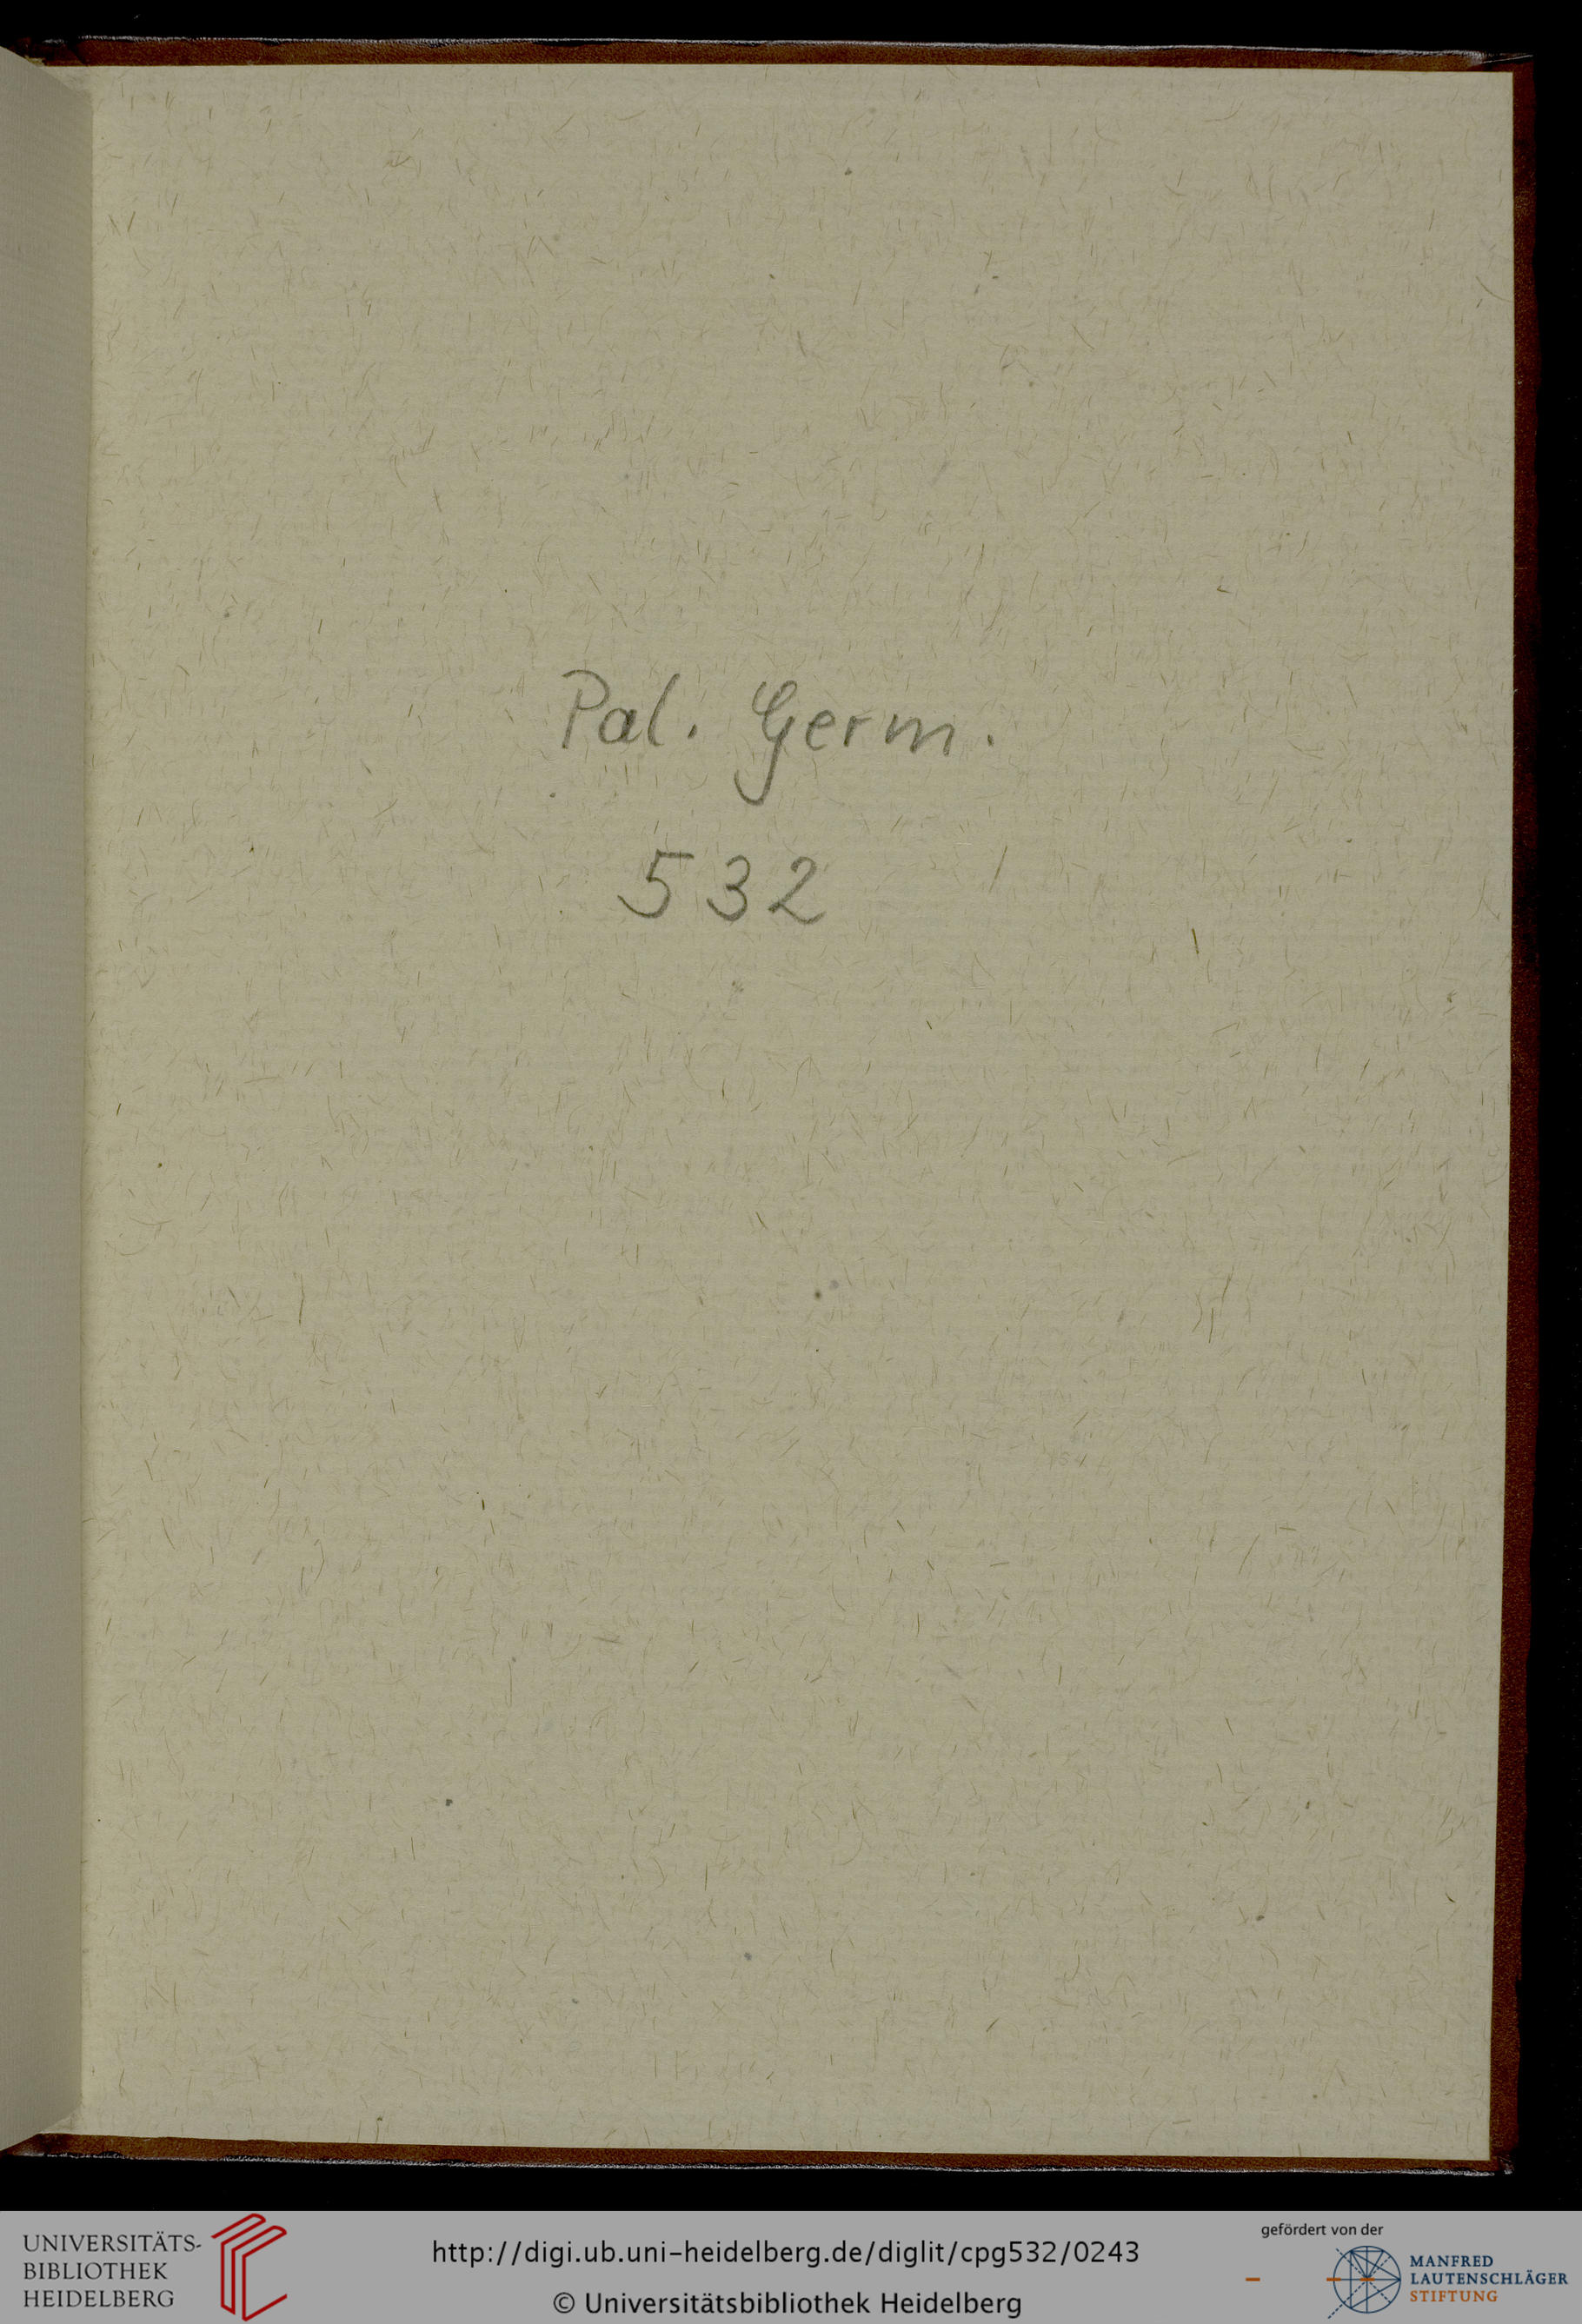 Pal. Germ.
532
UNIVERSITÄTS-
BIBLIOTHEK
HEIDELBERG
http://digi.ub.uni-heidelberg.de/diglit/cpg532/0243
© Universitätsbibliothek Heidelberg
gefördert von der
MANFRED
LAUTENSCHLÄGER
STIFTUNG